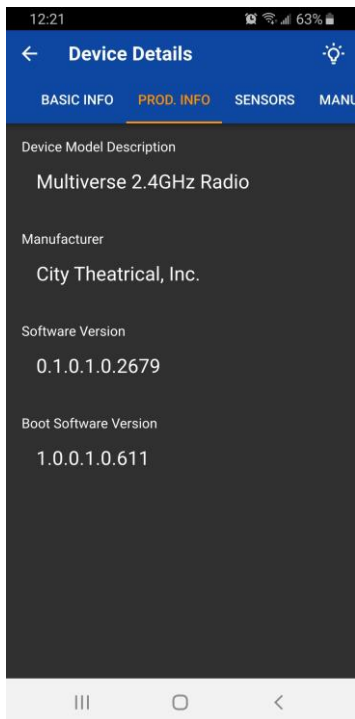 12:21 63%
Device Details
BASIC INFO PROD. INFO SENSORS MANU
Device Model Description
Multiverse 2.4GHz Radio
Manufacturer
City Theatrical, Inc.
Software Version
0.1.0.1.0.2679
Boot Software Version
1.0.0.1.0.611